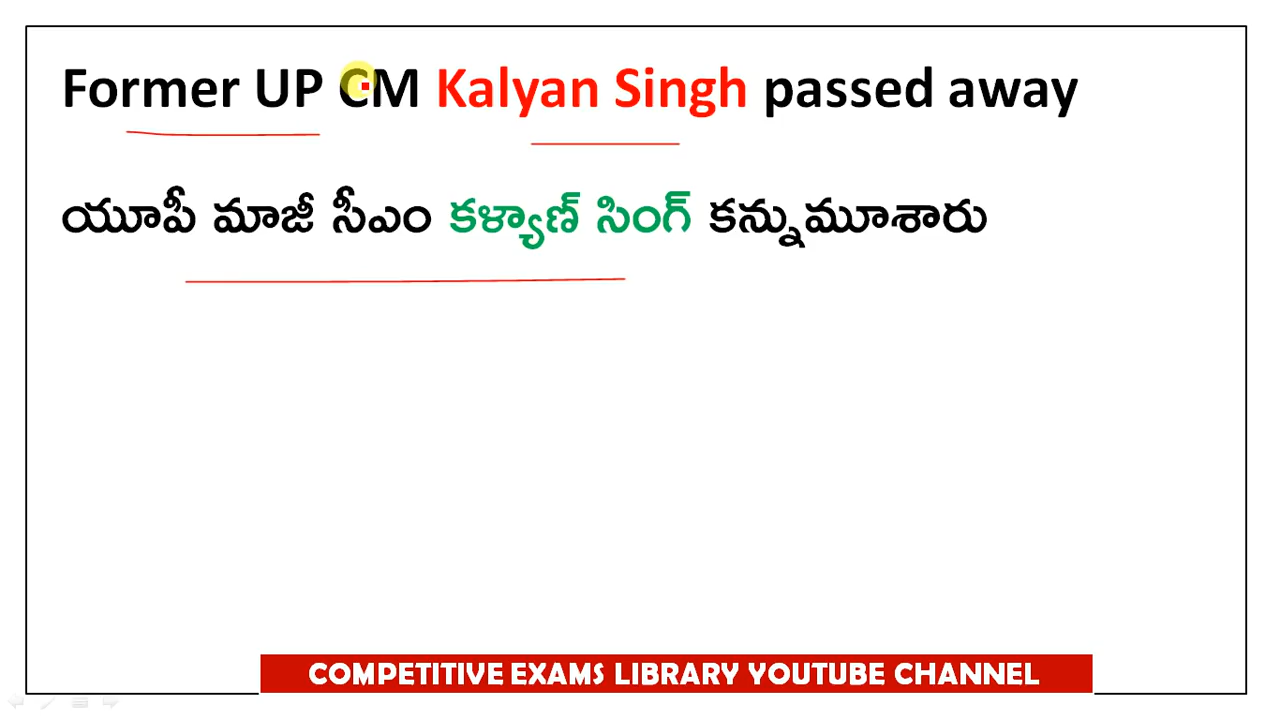 Former UP CM Kalyan Singh passed away
యూపీ మాజీ సీఎం కళ్యాణ్ సింగ్ కన్నుమూశారు
COMPETITIVE EXAMS LIBRARY YOUTUBE CHANNEL